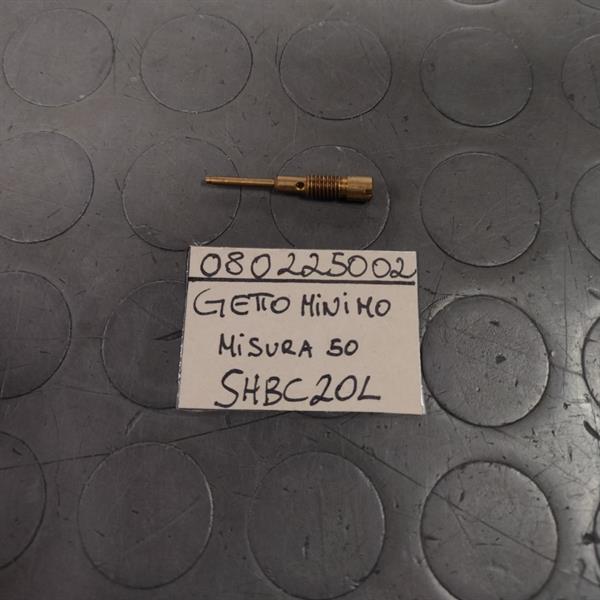 080225002
GETTO MINIMO
MISURA 50
SHBC20L